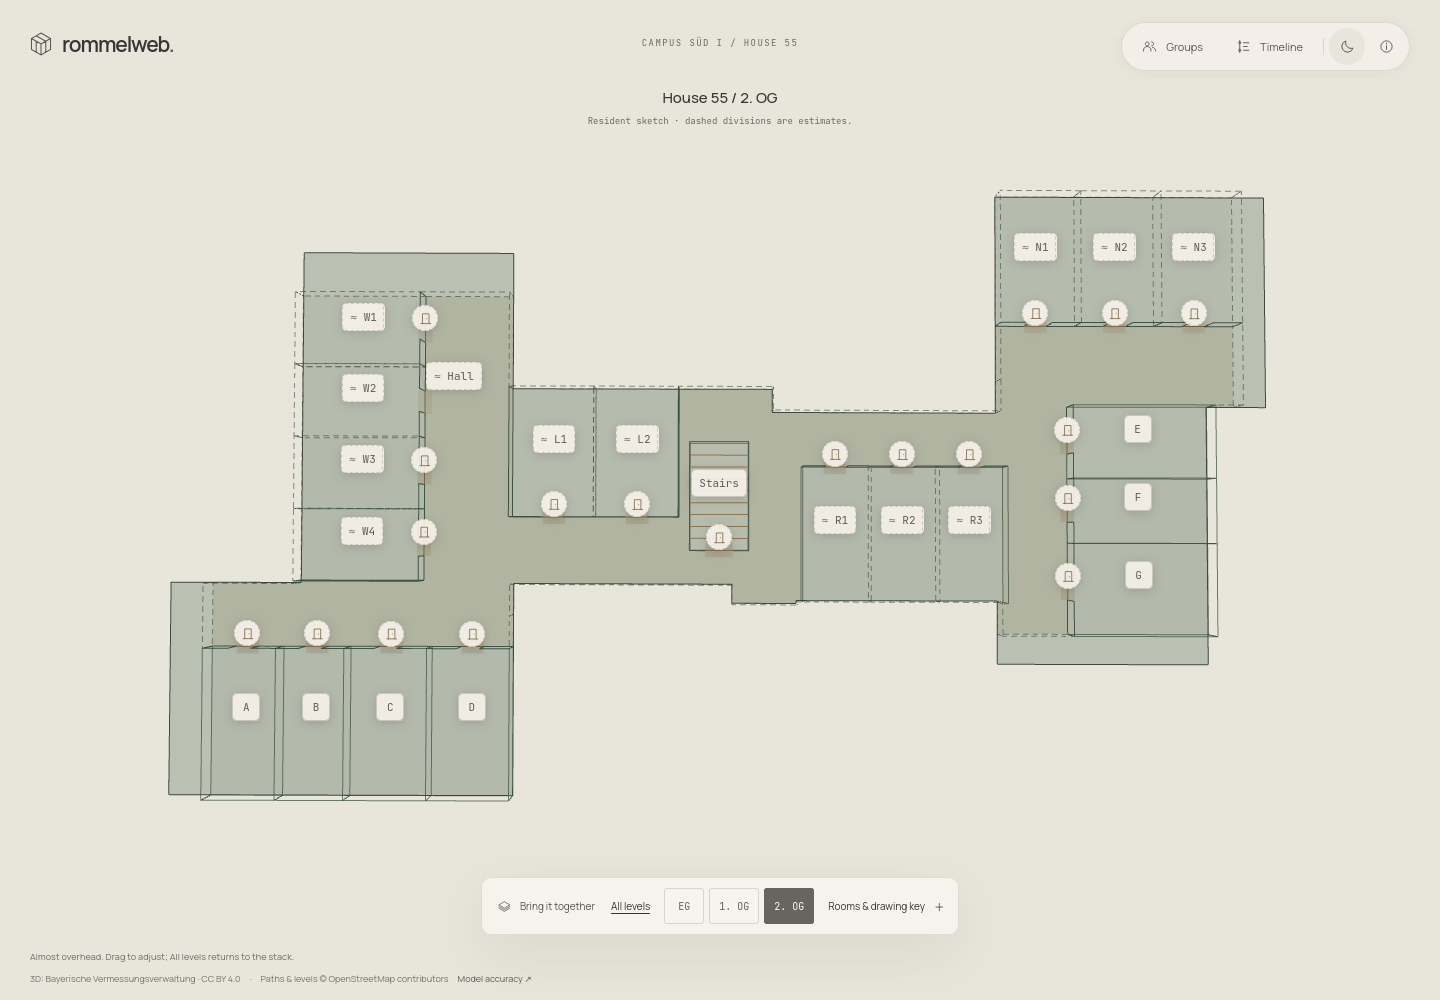 rommelweb.
CAMPUS SÜD I / HOUSE 55
Groups
Timeline
House 55 / 2. OG
Resident sketch · dashed divisions are estimates.
≈ N1
≈ N2
≈ N3
≈ W1
≈ Hall
≈ W2
≈ W3
≈ W4
≈ L1
≈ L2
Stairs
≈ R1
≈ R2
≈ R3
E
F
G
A
B
C
D
Bring it together
All levels
EG
1. OG
2. OG
Rooms & drawing key +
Almost overhead. Drag to adjust; All levels returns to the stack.
3D: Bayerische Vermessungsverwaltung · CC BY 4.0 · Paths & levels © OpenStreetMap contributors Model accuracy ↗